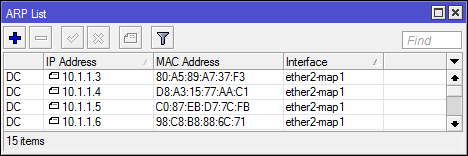 ARP List
Find
IP Address MAC Address Interface
DC 10.1.1.3 80:A5:89:A7:37:F3 ether2-map1
DC 10.1.1.4 D8:A3:15:77:AA:C1 ether2-map1
DC 10.1.1.5 C0:87:EB:D7:7C:FB ether2-map1
DC 10.1.1.6 98:C8:B8:88:6C:71 ether2-map1
15 items